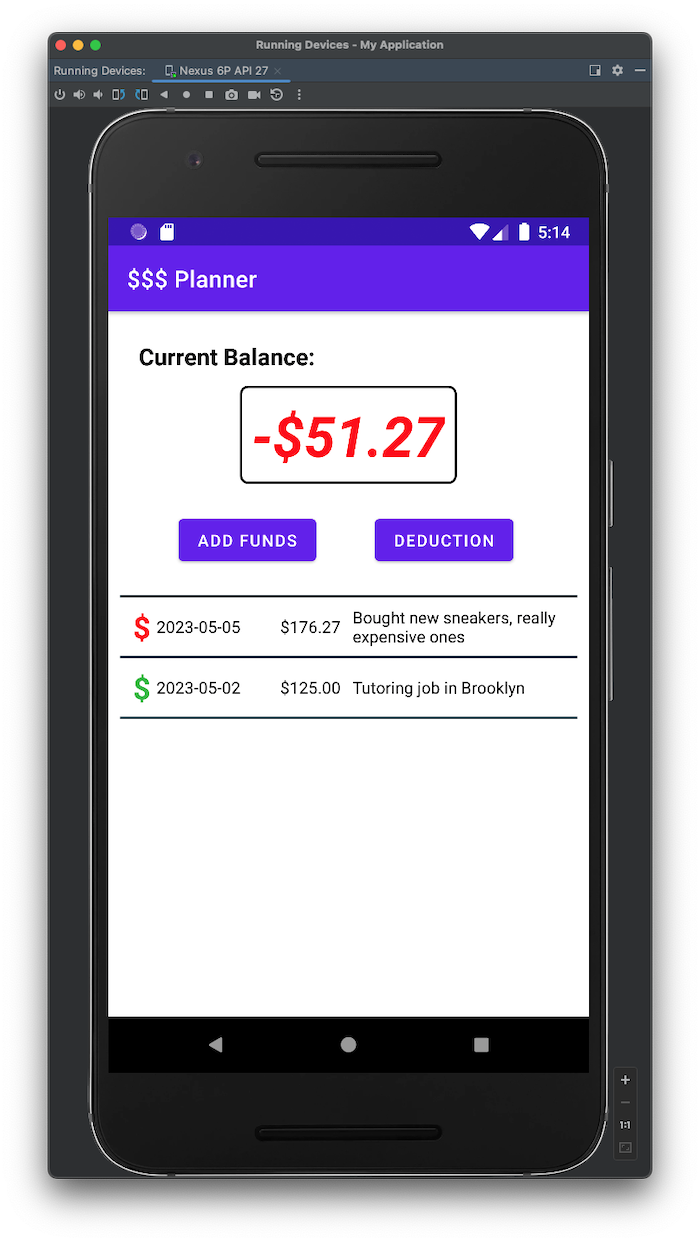 Running Devices - My Application
Running Devices: Nexus 6P API 27
5:14
$$$ Planner
Current Balance:
-$51.27
ADD FUNDS DEDUCTION
$ 2023-05-05 $176.27 Bought new sneakers, really
expensive ones
$ 2023-05-02 $125.00 Tutoring job in Brooklyn
1:1